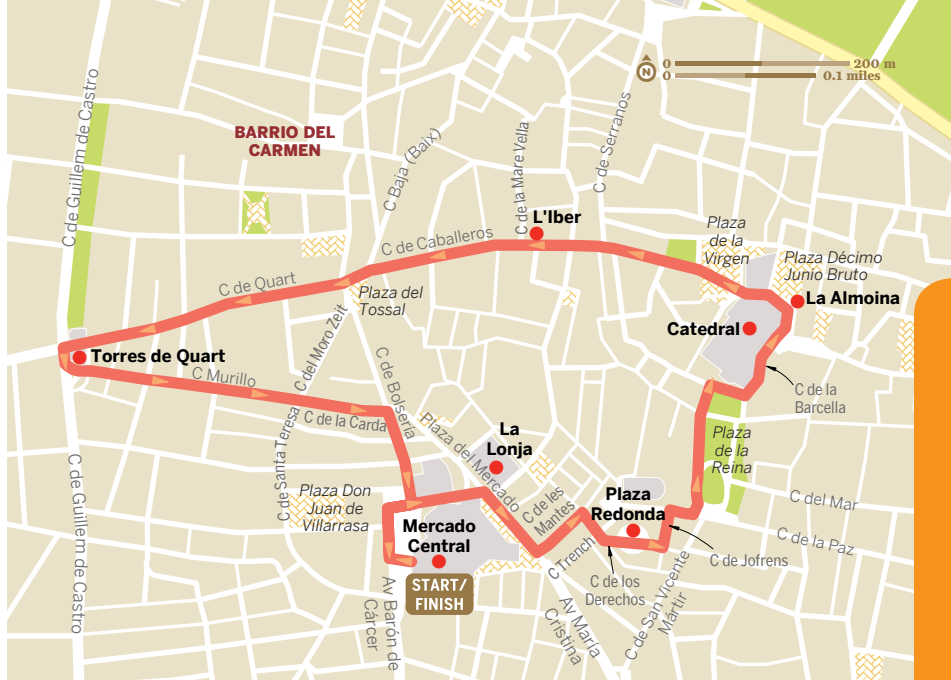 0 200 m
N
0 0.1 miles
C de Guillem de Castro
BARRIO DEL
CARMEN
C Baja (Baix)
C de la Mare Vella
C de Serranos
L'Iber
Plaza
de la
Virgen
Plaza Décimo
Junio Bruto
La Almoina
C de Caballeros
C de Quart
Plaza del
Tossal
Catedral
Torres de Quart
C Murillo
C del Moro Zeit
C de Bolsería
C de la Carda
C de Santa Teresa
C de la
Barcella
Plaza del Mercado
La
Lonja
Plaza
de la
Reina
Plaza Don
Juan de
Villarrasa
C de les
Mantes
Plaza
Redonda
C del Mar
C de la Paz
Mercado
Central
C Trench
C de Jofrens
START/
FINISH
C de los
Derechos
C de Guillem de Castro
Av Barón de
Cárcer
Av María
Cristina
C de San Vicente
Mártir